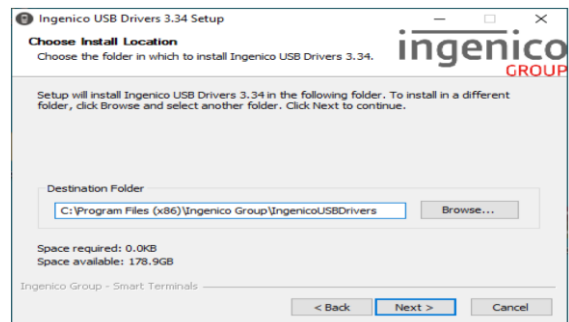 Ingenico USB Drivers 3.34 Setup
Choose Install Location
Choose the folder in which to install Ingenico USB Drivers 3.34.
ingenico
GROUP
Setup will install Ingenico USB Drivers 3.34 in the following folder. To install in a different
folder, click Browse and select another folder. Click Next to continue.
Destination Folder
C:\Program Files (x86)\Ingenico Group\IngenicoUSBDrivers
Browse...
Space required: 0.0KB
Space available: 178.9GB
Ingenico Group - Smart Terminals
< Back Next > Cancel